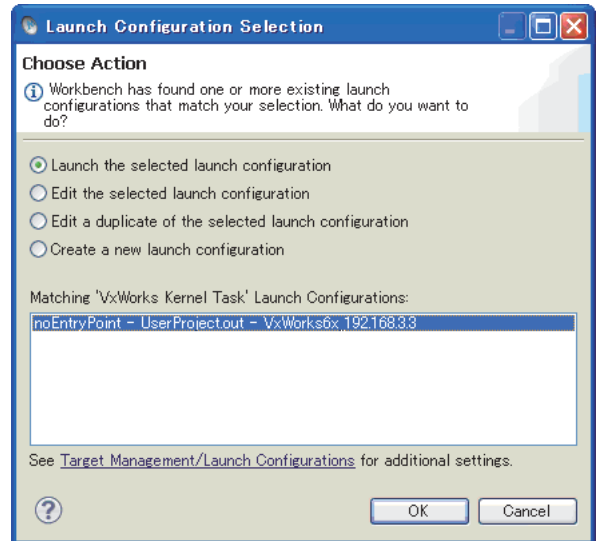 Launch Configuration Selection
Choose Action
Workbench has found one or more existing launch
configurations that match your selection. What do you want to
do?
Launch the selected launch configuration
Edit the selected launch configuration
Edit a duplicate of the selected launch configuration
Create a new launch configuration
Matching 'VxWorks Kernel Task' Launch Configurations:
noEntryPoint - UserProject.out - VxWorks6x_192.168.3.3
See Target Management/Launch Configurations for additional settings.
OK Cancel